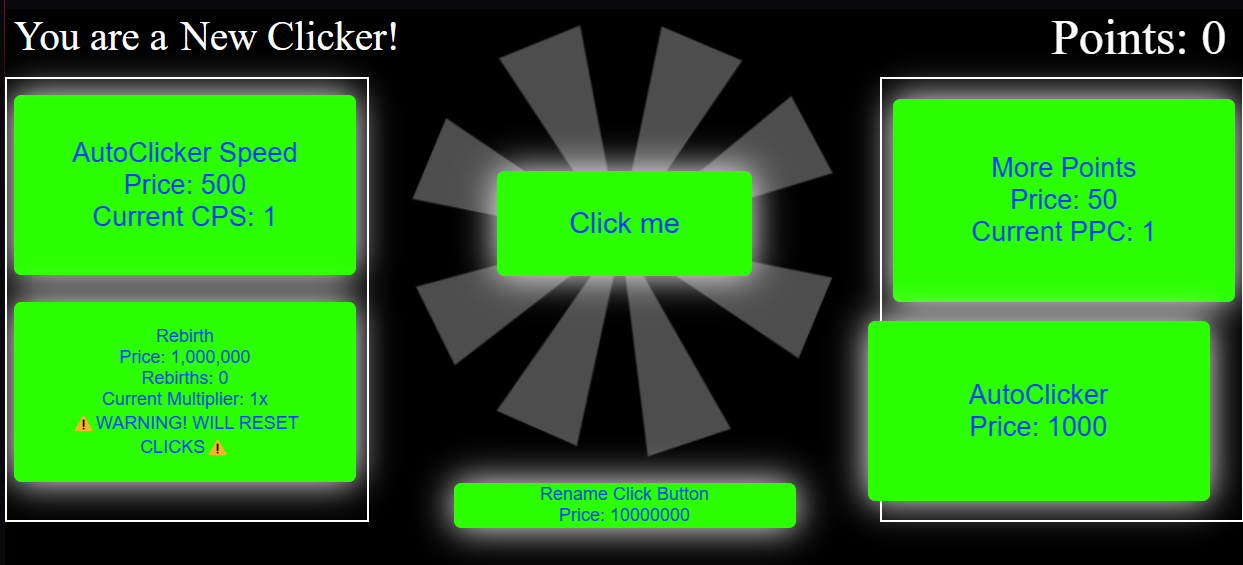 You are a New Clicker!
Points: 0
AutoClicker Speed
Price: 500
Current CPS: 1
Rebirth
Price: 1,000,000
Rebirths: 0
Current Multiplier: 1x
⚠️WARNING! WILL RESET
CLICKS⚠️
Click me
Rename Click Button
Price: 10000000
More Points
Price: 50
Current PPC: 1
AutoClicker
Price: 1000